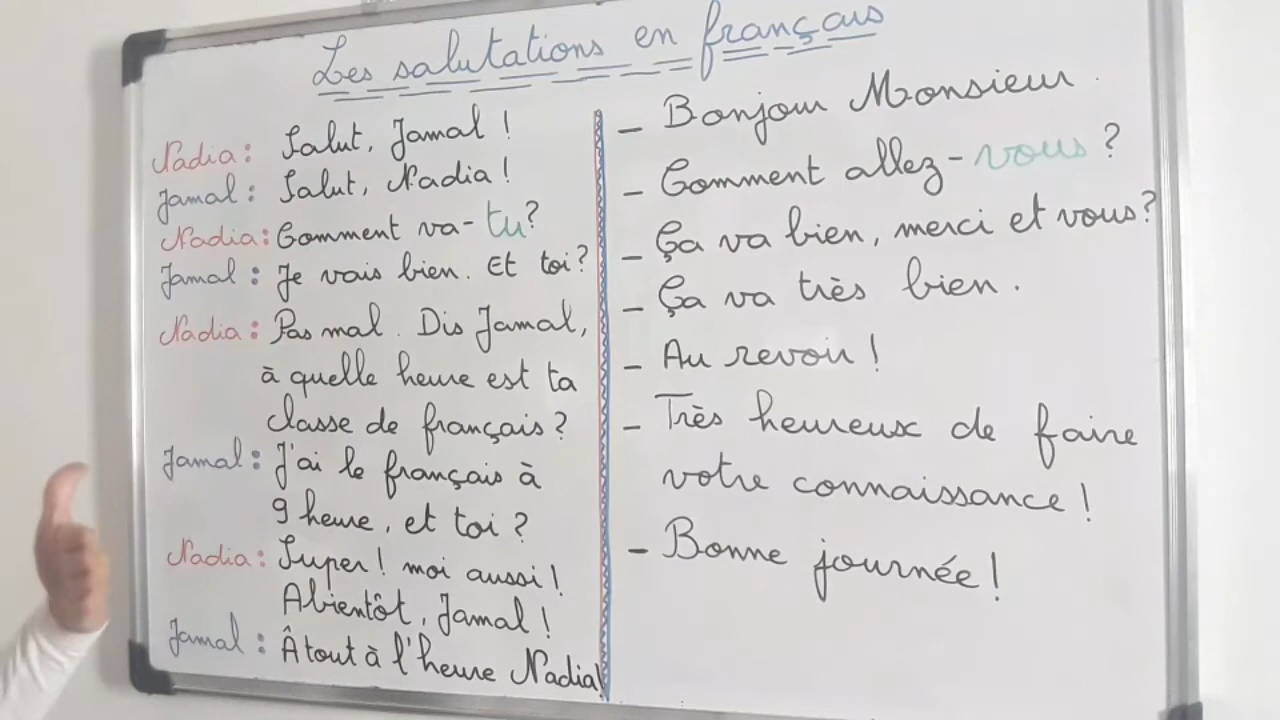 Les salutations en français
Nadia: Salut, Jamal !
Jamal : Salut, Nadia !
Nadia: Comment va-tu ?
Jamal : Je vais bien. Et toi ?
Nadia : Pas mal. Dis Jamal,
à quelle heure est ta
classe de français ?
Jamal : J'ai le français à
9 heure, et toi ?
Nadia : Super ! moi aussi !
Abientôt, Jamal !
Jamal : Â tout à l'heure Nadia!
- Bonjour Monsieur.
- Comment allez-vous ?
- Ça va bien, merci et vous ?
- Ça va très bien.
- Au revoir !
- Très heureux de faire
votre connaissance !
- Bonne journée !